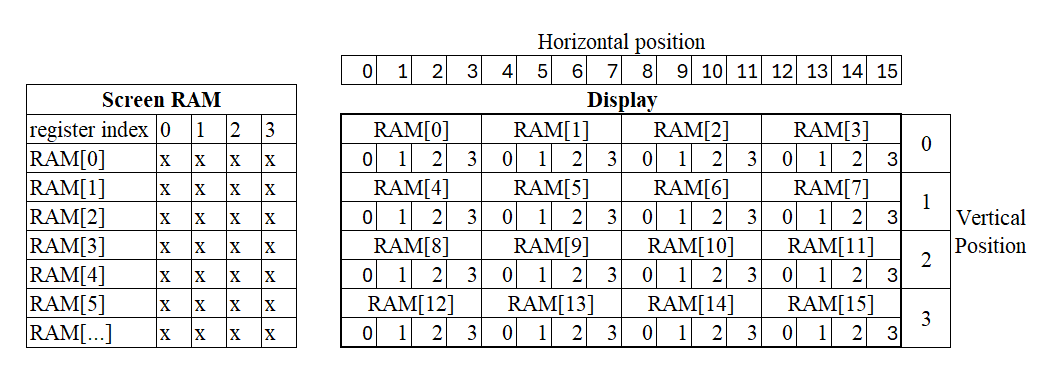 Horizontal position
0 1 2 3 4 5 6 7 8 9 10 11 12 13 14 15
Screen RAM
Display
register index 0 1 2 3
RAM[0] x x x x
RAM[1] x x x x
RAM[2] x x x x
RAM[3] x x x x
RAM[4] x x x x
RAM[5] x x x x
RAM[...] x x x x
RAM[0] RAM[1] RAM[2] RAM[3] 0
0 1 2 3 0 1 2 3 0 1 2 3 0 1 2 3
RAM[4] RAM[5] RAM[6] RAM[7] 1
0 1 2 3 0 1 2 3 0 1 2 3 0 1 2 3
RAM[8] RAM[9] RAM[10] RAM[11] 2
0 1 2 3 0 1 2 3 0 1 2 3 0 1 2 3
RAM[12] RAM[13] RAM[14] RAM[15] 3
0 1 2 3 0 1 2 3 0 1 2 3 0 1 2 3
Vertical
Position